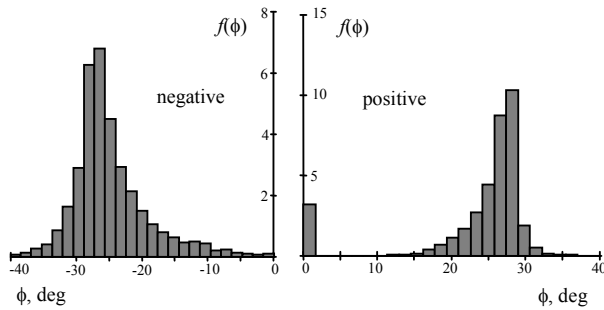 f(ϕ)
8
6
4
2
negative
-40
-30
-20
-10
0
ϕ, deg
15
f(ϕ)
10
5
positive
0
10
20
30
40
ϕ, deg